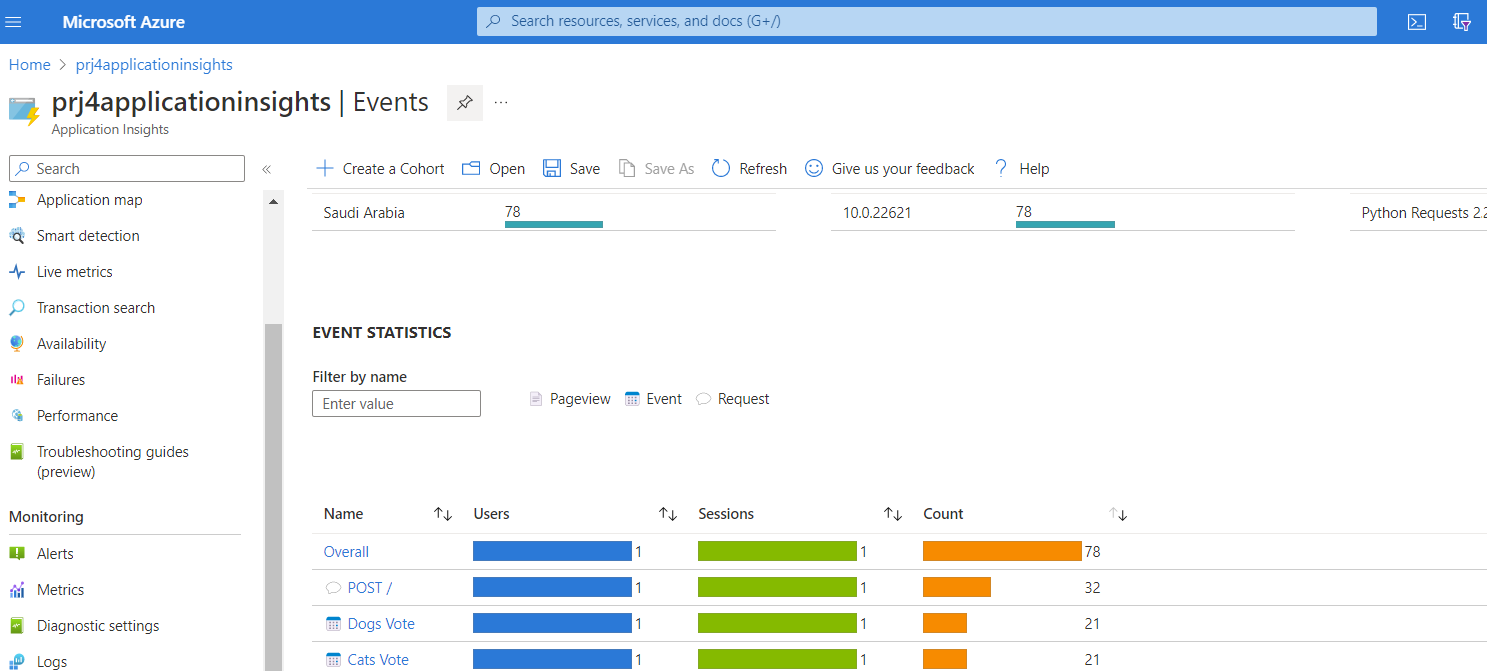 Microsoft Azure
Search resources, services, and docs (G+/)
Home > prj4applicationinsights
prj4applicationinsights | Events
...
Application Insights
Search
«
Application map
Smart detection
Live metrics
Transaction search
Availability
Failures
Performance
Troubleshooting guides
(preview)
Monitoring
Alerts
Metrics
Diagnostic settings
Logs
Create a Cohort Open Save Save As Refresh Give us your feedback ? Help
Saudi Arabia 78 10.0.22621 78 Python Requests
EVENT STATISTICS
Filter by name
Enter value Pageview Event Request
Name Users Sessions Count
Overall 1 1 78
POST / 1 1 32
Dogs Vote 1 1 21
Cats Vote 1 1 21